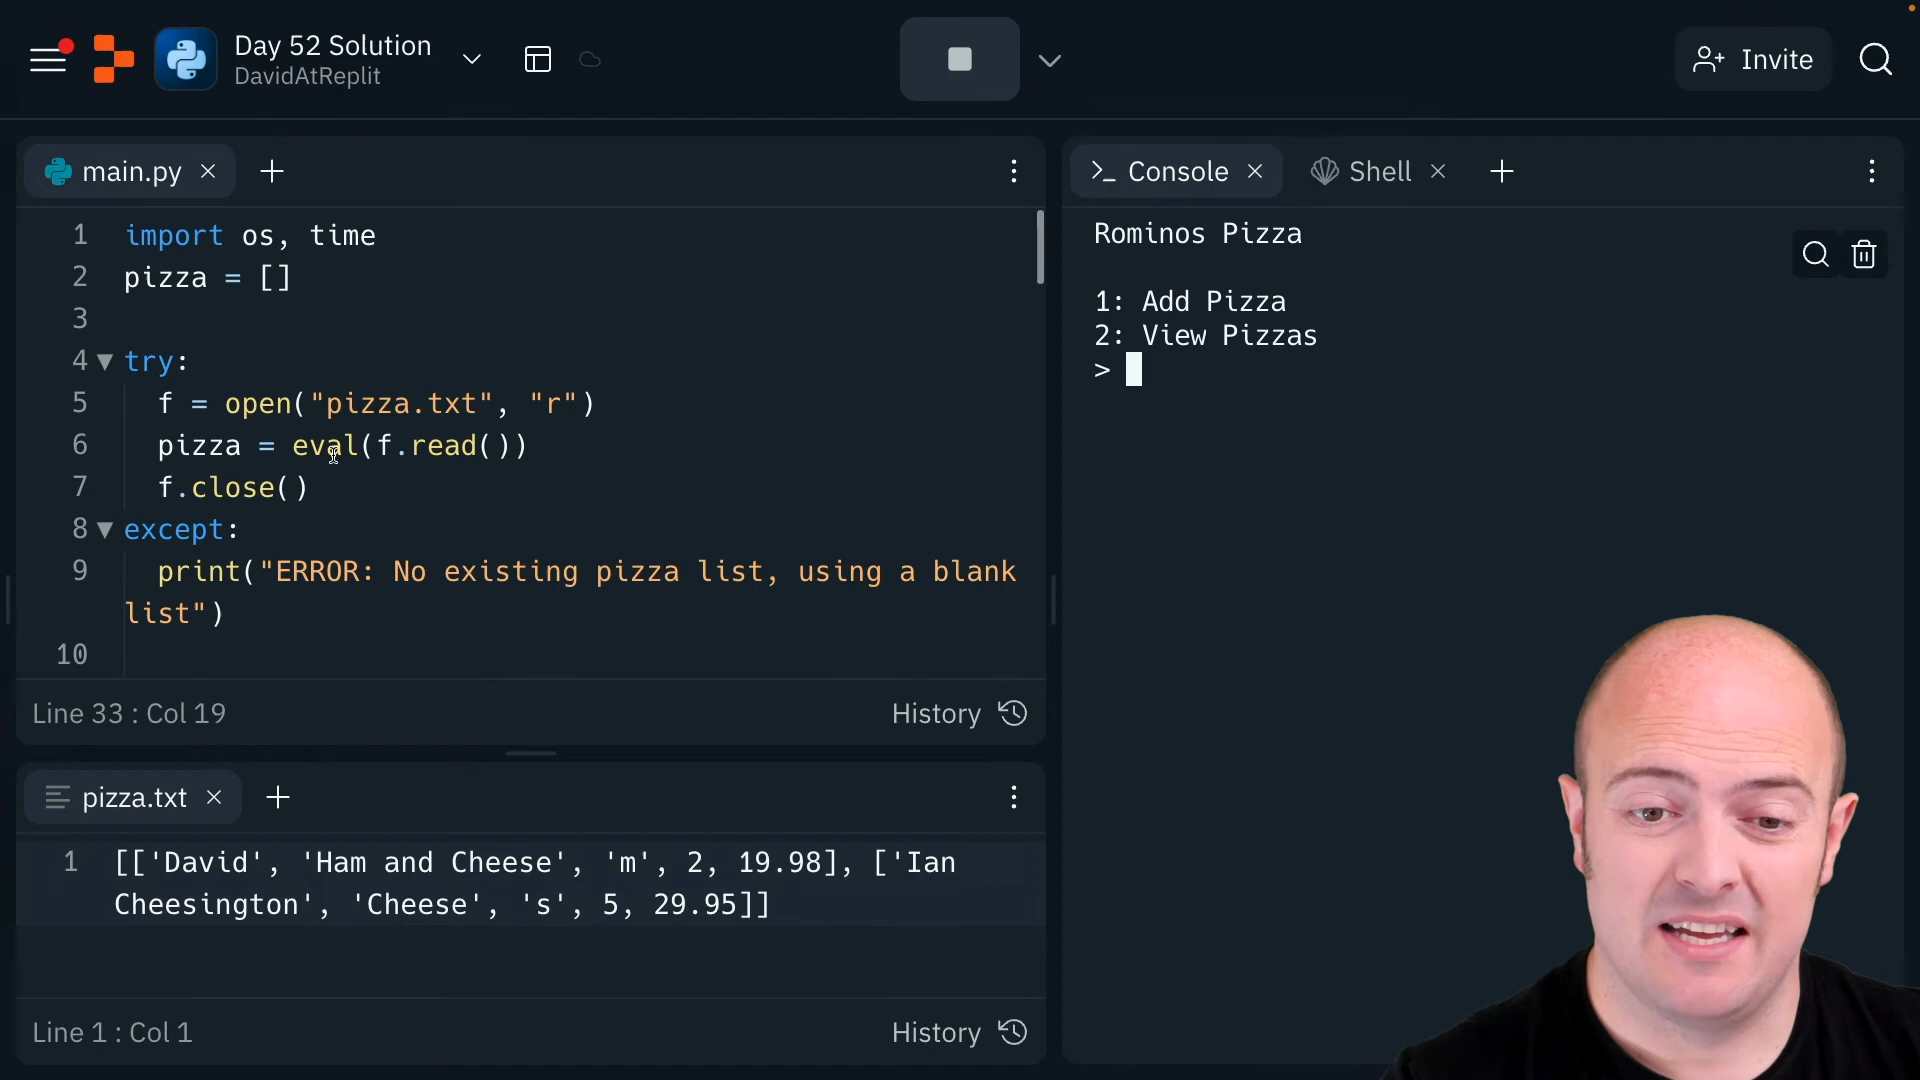 Day 52 Solution
DavidAtReplit
Invite
main.py
1 import os, time
2 pizza = []
3
4 try:
5 f = open("pizza.txt", "r")
6 pizza = eval(f.read())
7 f.close()
8 except:
9 print("ERROR: No existing pizza list, using a blank
list")
10
Line 33 : Col 19
History
pizza.txt
1 [['David', 'Ham and Cheese', 'm', 2, 19.98], ['Ian
Cheesington', 'Cheese', 's', 5, 29.95]]
Line 1 : Col 1
History
Console
Shell
Rominos Pizza
1: Add Pizza
2: View Pizzas
>